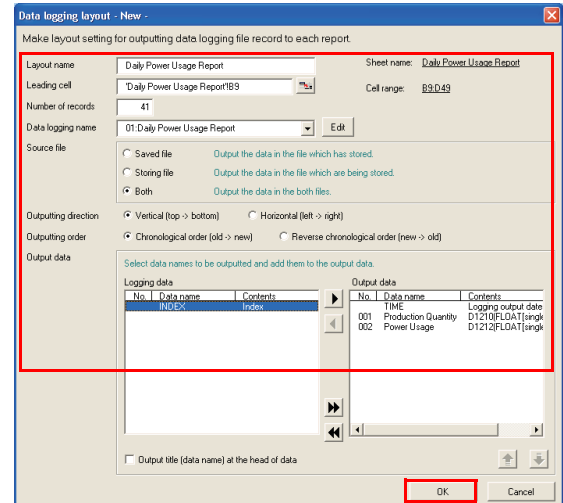 Data logging layout - New -
Make layout setting for outputting data logging file record to each report.
Layout name Daily Power Usage Report Sheet name: Daily Power Usage Report
Leading cell 'Daily Power Usage Report'!B9 Cell range: B9:D49
Number of records 41
Data logging name 01:Daily Power Usage Report Edit
Source file
Saved file Output the data in the file which has stored.
Storing file Output the data in the file which are being stored.
Both Output the data in the both files.
Outputting direction Vertical (top -> bottom) Horizontal (left -> right)
Outputting order Chronological order (old -> new) Reverse chronological order (new -> old)
Output data
Select data names to be outputted and add them to the output data.
Logging data Output data
No. Data name Contents No. Data name Contents
INDEX Index TIME Logging output date
001 Production Quantity D1210[FLOAT[single
002 Power Usage D1212[FLOAT[single
Output title (data name) at the head of data
OK Cancel